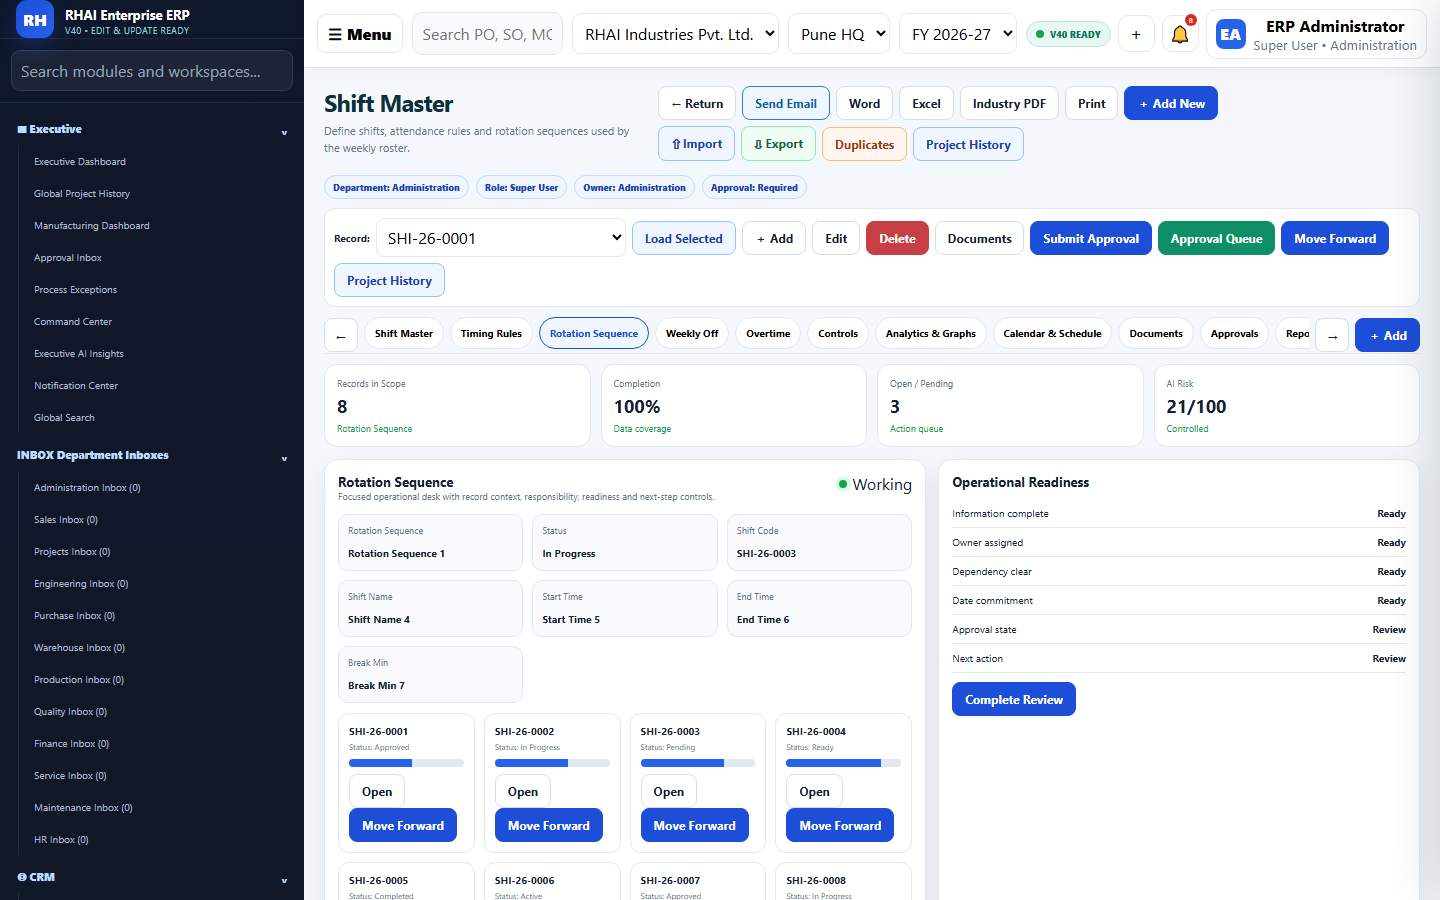 RH
RHAI Enterprise ERP
V40 • EDIT & UPDATE READY
Search modules and workspaces...
Executive
v
Executive Dashboard
Global Project History
Manufacturing Dashboard
Approval Inbox
Process Exceptions
Command Center
Executive AI Insights
Notification Center
Global Search
INBOX Department Inboxes
v
Administration Inbox (0)
Sales Inbox (0)
Projects Inbox (0)
Engineering Inbox (0)
Purchase Inbox (0)
Warehouse Inbox (0)
Production Inbox (0)
Quality Inbox (0)
Finance Inbox (0)
Service Inbox (0)
Maintenance Inbox (0)
HR Inbox (0)
CRM
v
☰ Menu
Search PO, SO, MO
RHAI Industries Pvt. Ltd.
Pune HQ
FY 2026-27
V40 READY
+
8
EA
ERP Administrator
Super User • Administration
Shift Master
Define shifts, attendance rules and rotation sequences used by
the weekly roster.
← Return
Send Email
Word
Excel
Industry PDF
Print
+ Add New
⇧ Import
⇩ Export
Duplicates
Project History
Department: Administration
Role: Super User
Owner: Administration
Approval: Required
Record:
SHI-26-0001
Load Selected
+ Add
Edit
Delete
Documents
Submit Approval
Approval Queue
Move Forward
Project History
←
Shift Master
Timing Rules
Rotation Sequence
Weekly Off
Overtime
Controls
Analytics & Graphs
Calendar & Schedule
Documents
Approvals
Repo
→
+ Add
Records in Scope
8
Rotation Sequence
Completion
100%
Data coverage
Open / Pending
3
Action queue
AI Risk
21/100
Controlled
Rotation Sequence
Focused operational desk with record context, responsibility, readiness and next-step controls.
Working
Rotation Sequence
Rotation Sequence 1
Status
In Progress
Shift Code
SHI-26-0003
Shift Name
Shift Name 4
Start Time
Start Time 5
End Time
End Time 6
Break Min
Break Min 7
SHI-26-0001
Status: Approved
Open
Move Forward
SHI-26-0002
Status: In Progress
Open
Move Forward
SHI-26-0003
Status: Pending
Open
Move Forward
SHI-26-0004
Status: Ready
Open
Move Forward
SHI-26-0005
Status: Completed
SHI-26-0006
Status: Active
SHI-26-0007
Status: Approved
SHI-26-0008
Status: In Progress
Operational Readiness
Information complete Ready
Owner assigned Ready
Dependency clear Ready
Date commitment Ready
Approval state Review
Next action Review
Complete Review